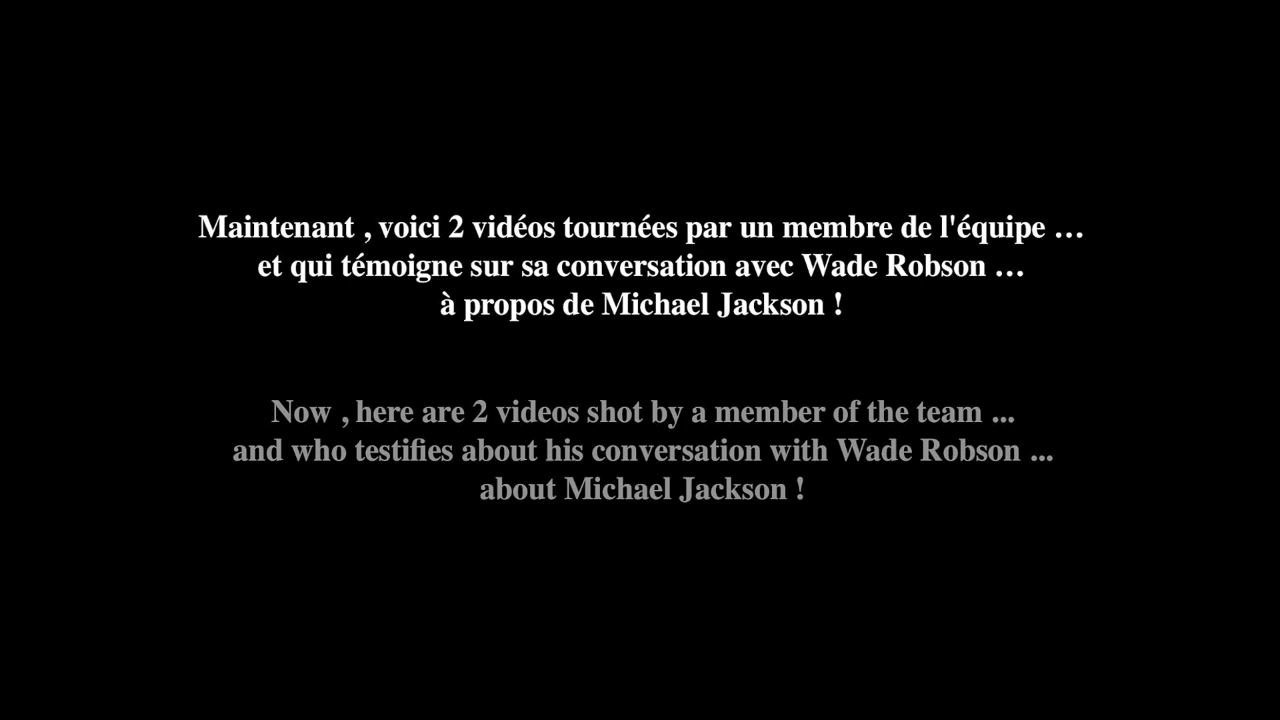 Maintenant , voici 2 vidéos tournées par un membre de l'équipe …
et qui témoigne sur sa conversation avec Wade Robson …
à propos de Michael Jackson !
Now , here are 2 videos shot by a member of the team ...
and who testifies about his conversation with Wade Robson ...
about Michael Jackson !